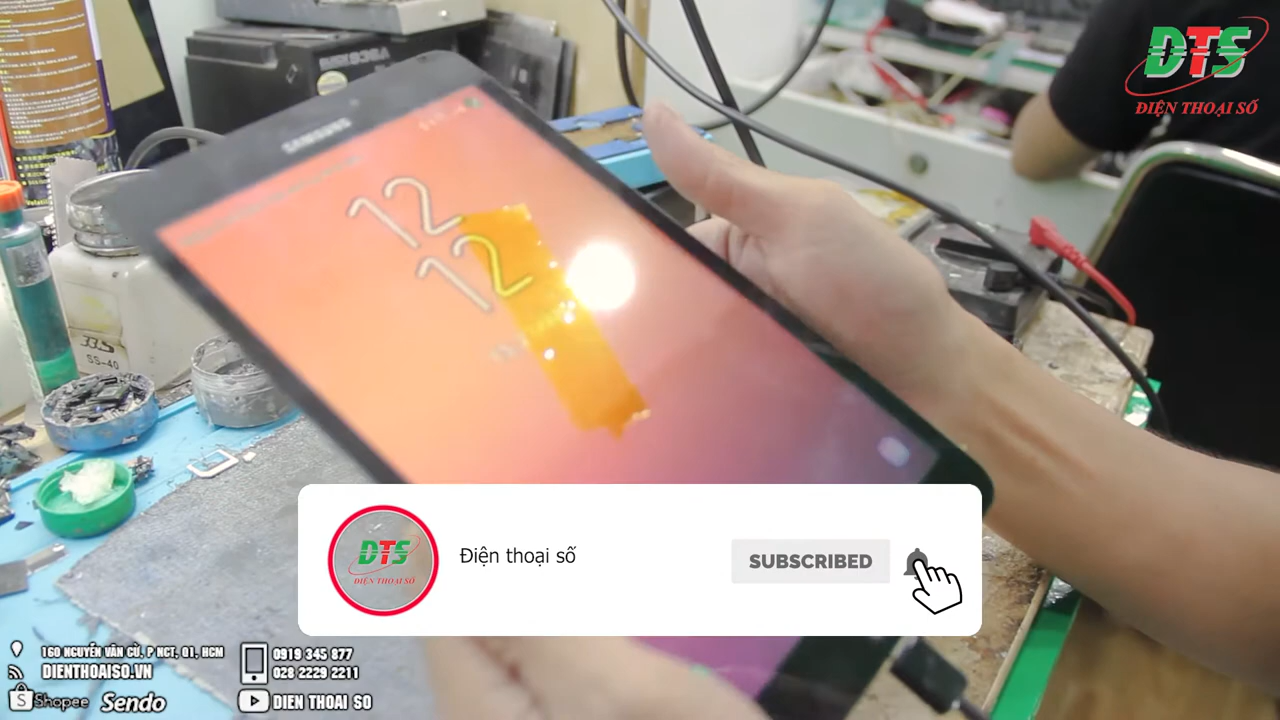 DTS
ĐIỆN THOẠI SỐ
SAMSUNG
12
12
SS-40
DTS
ĐIỆN THOẠI SỐ
Điện thoại số
SUBSCRIBED
160 NGUYỄN VĂN CỪ, P NCT, Q1, HCM
DIENTHOAISO.VN
Shopee Sendo
0919 345 877
028 2229 2211
DIEN THOAI SO